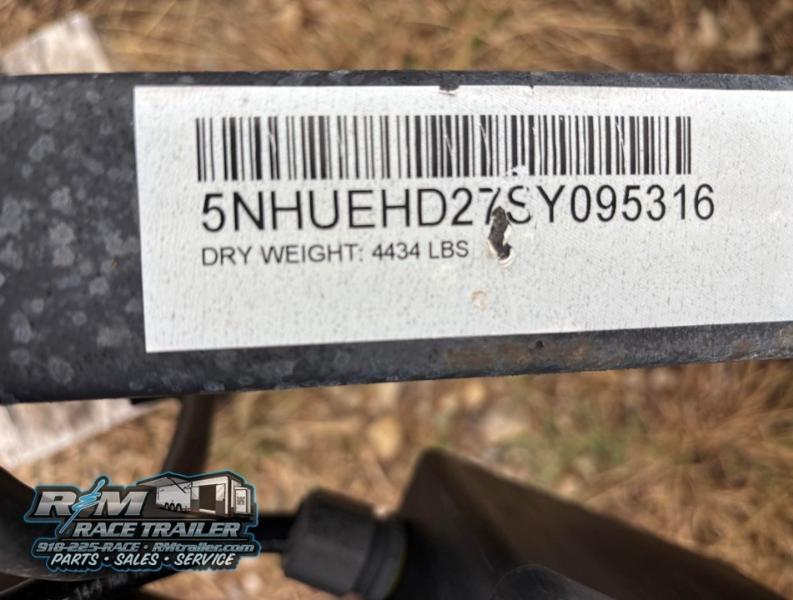 5NHUEHD27SY095316
DRY WEIGHT: 4434 LBS
R&M
RACE TRAILER
918-225-RACE • RMtrailer.com
PARTS • SALES • SERVICE